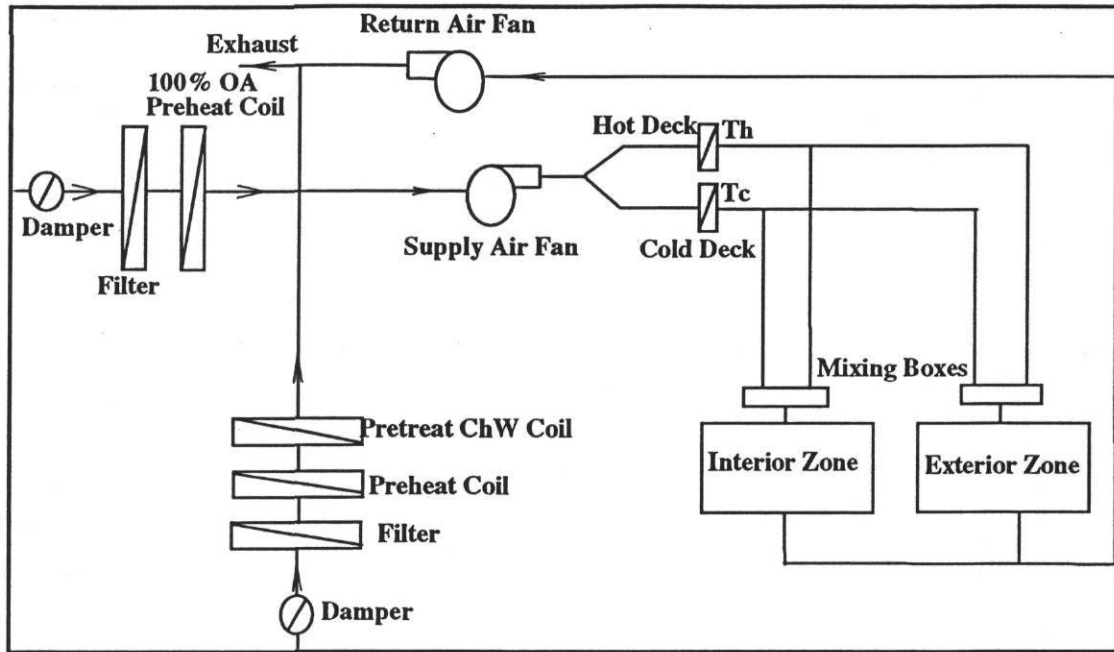 Return Air Fan
Exhaust
100% OA
Preheat Coil
Hot Deck
Th
Tc
Damper
Supply Air Fan
Cold Deck
Filter
Mixing Boxes
Pretreat ChW Coil
Interior Zone
Exterior Zone
Preheat Coil
Filter
Damper